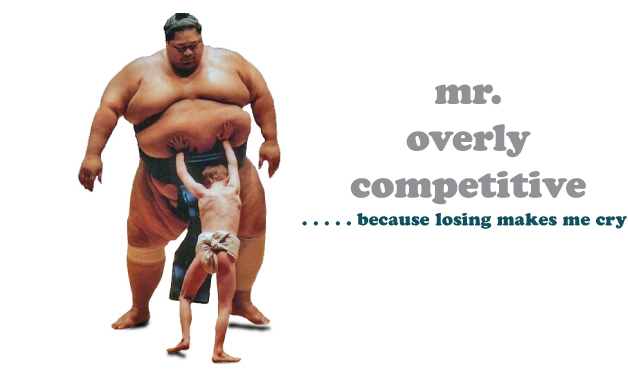 mr.
overly
competitive
. . . . . because losing makes me cry